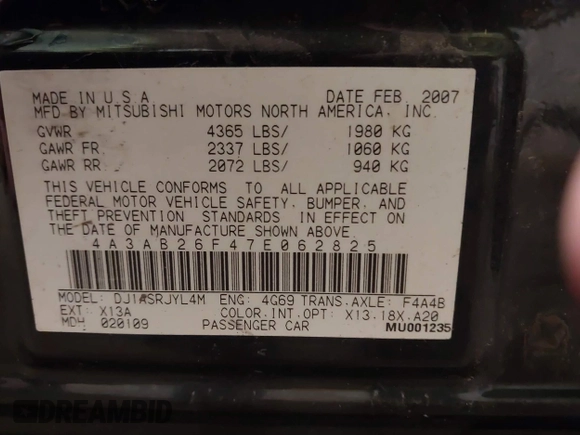 MADE IN U.S.A DATE FEB 2007
MFD BY MITSUBISHI MOTORS NORTH AMERICA, INC.
GVWR 4365 LBS/ 1980 KG
GAWR FR 2337 LBS/ 1060 KG
GAWR RR 2072 LBS/ 940 KG
THIS VEHICLE CONFORMS TO ALL APPLICABLE
FEDERAL MOTOR VEHICLE SAFETY, BUMPER, AND
THEFT PREVENTION STANDARDS IN EFFECT ON
THE DATE OF MANUFACTURE SHOWN ABOVE.
4A3AB26F47E062825
MODEL: DJ1ASRJYL4M ENG: 4G69 TRANS.AXLE: F4A4B
EXT: X13A COLOR.INT.OPT: X13.18X.A20
MDH 020109 PASSENGER CAR MU001235
DREAMBID